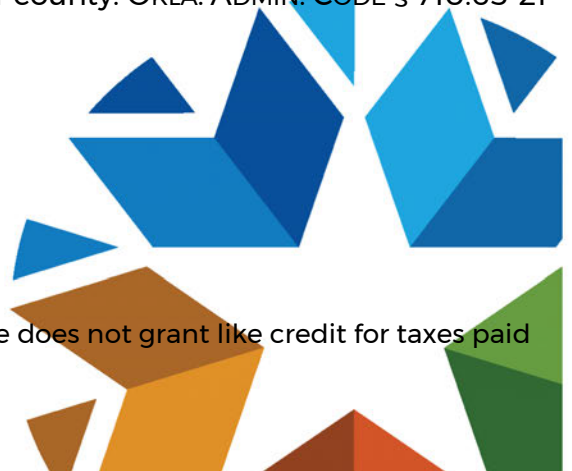 county. OKLA. ADMIN. CODE § 710:65-21
does not grant like credit for taxes paid